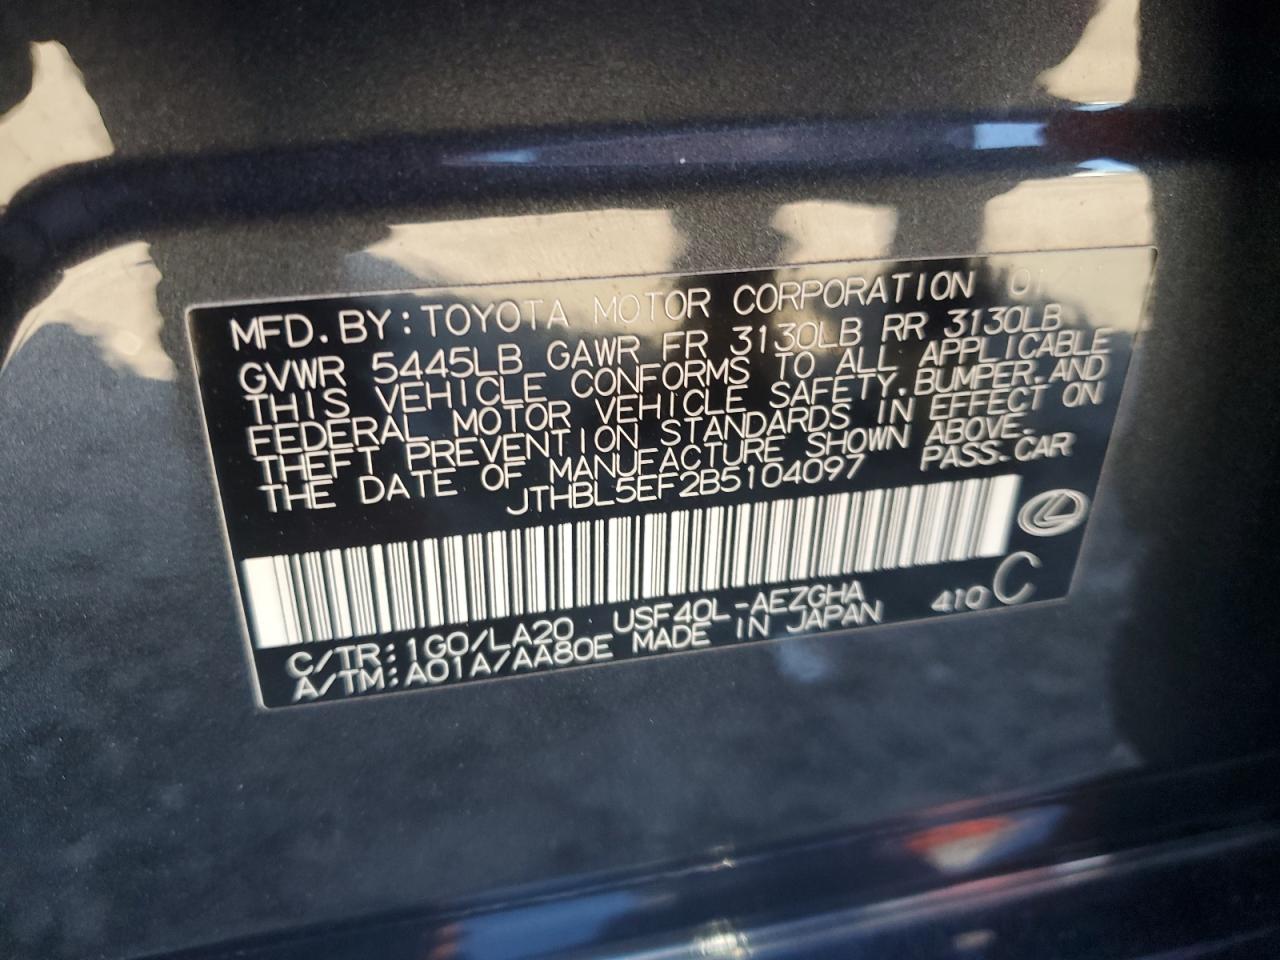 MFD.BY:TOYOTA MOTOR CORPORATION 01
GVWR 5445LB GAWR FR 3130LB RR 3130LB
THIS VEHICLE CONFORMS TO ALL APPLICABLE
FEDERAL MOTOR VEHICLE SAFETY,BUMPER,AND
THEFT PREVENTION STANDARDS IN EFFECT ON
THE DATE OF MANUFACTURE SHOWN ABOVE.
JTHBL5EF2B5104097 PASS.CAR
C/TR:1G0/LA20 USF40L-AEZGHA 410 C
A/TM:A01A/AA80E MADE IN JAPAN